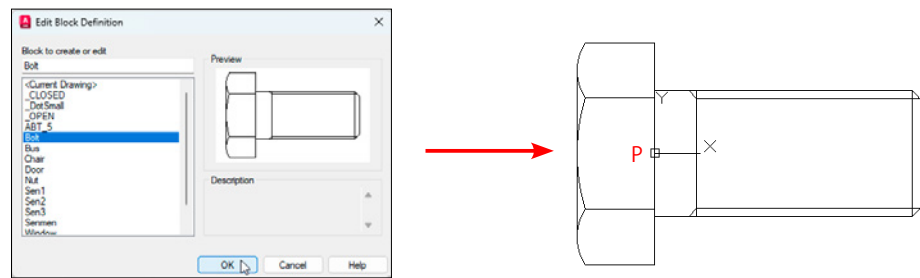 Edit Block Definition
Block to create or edit
Bolt
<Current Drawing>
_CLOSED
_DotSmall
_OPEN
ABT_5
Bolt
Bus
Chair
Door
Nut
Sen1
Sen2
Sen3
Senmen
Window
Preview
Description
OK
Cancel
Help
Y
P
X